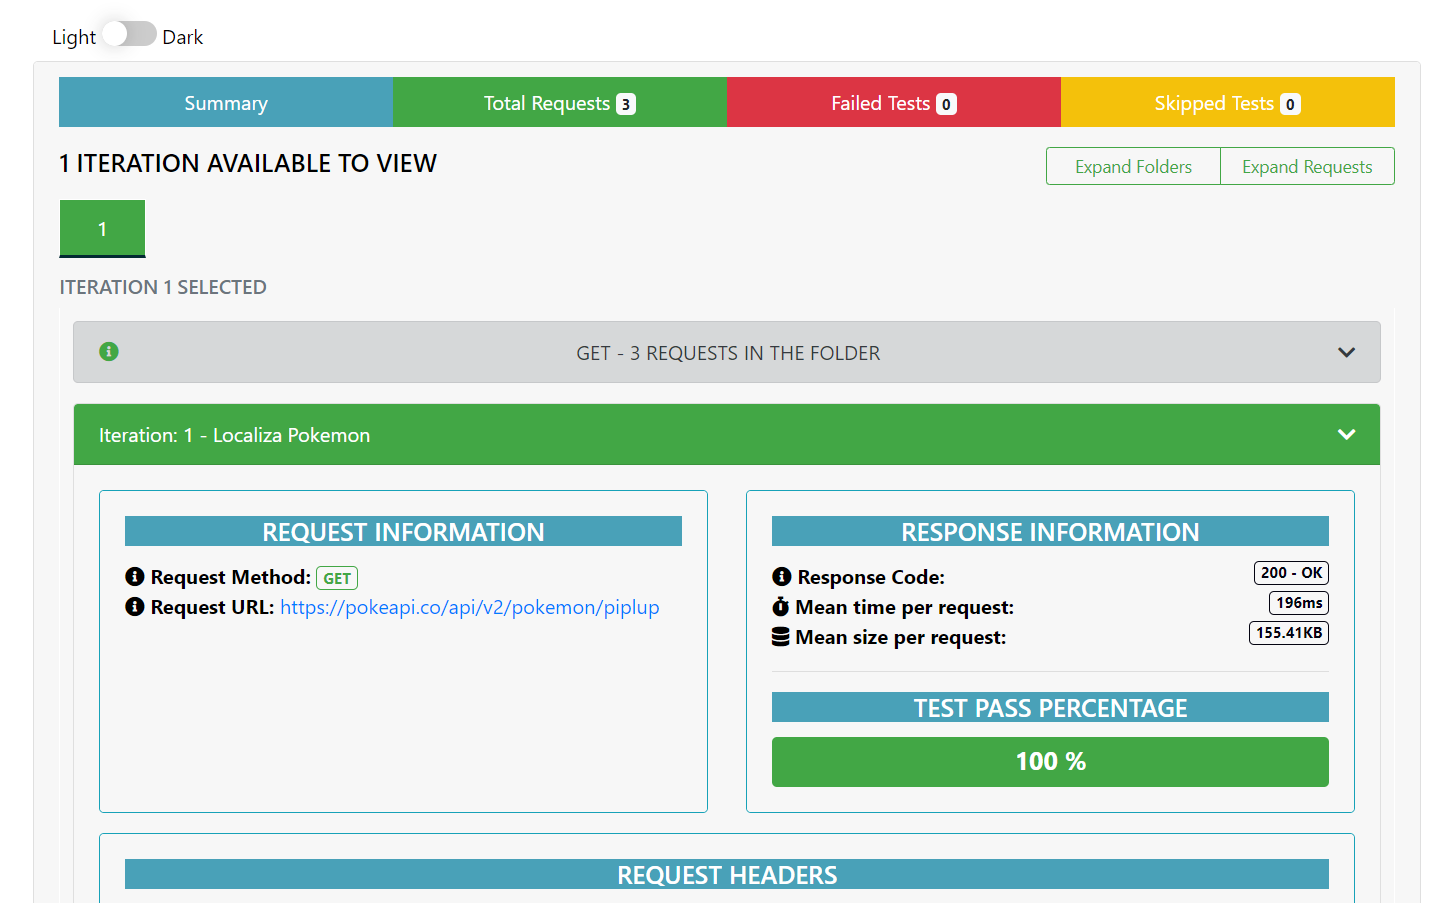 Light Dark
Summary
Total Requests 3
Failed Tests 0
Skipped Tests 0
1 ITERATION AVAILABLE TO VIEW
Expand Folders
Expand Requests
1
ITERATION 1 SELECTED
GET - 3 REQUESTS IN THE FOLDER
Iteration: 1 - Localiza Pokemon
REQUEST INFORMATION
Request Method: GET
Request URL: https://pokeapi.co/api/v2/pokemon/piplup
RESPONSE INFORMATION
Response Code: 200 - OK
Mean time per request: 196ms
Mean size per request: 155.41KB
TEST PASS PERCENTAGE
100 %
REQUEST HEADERS